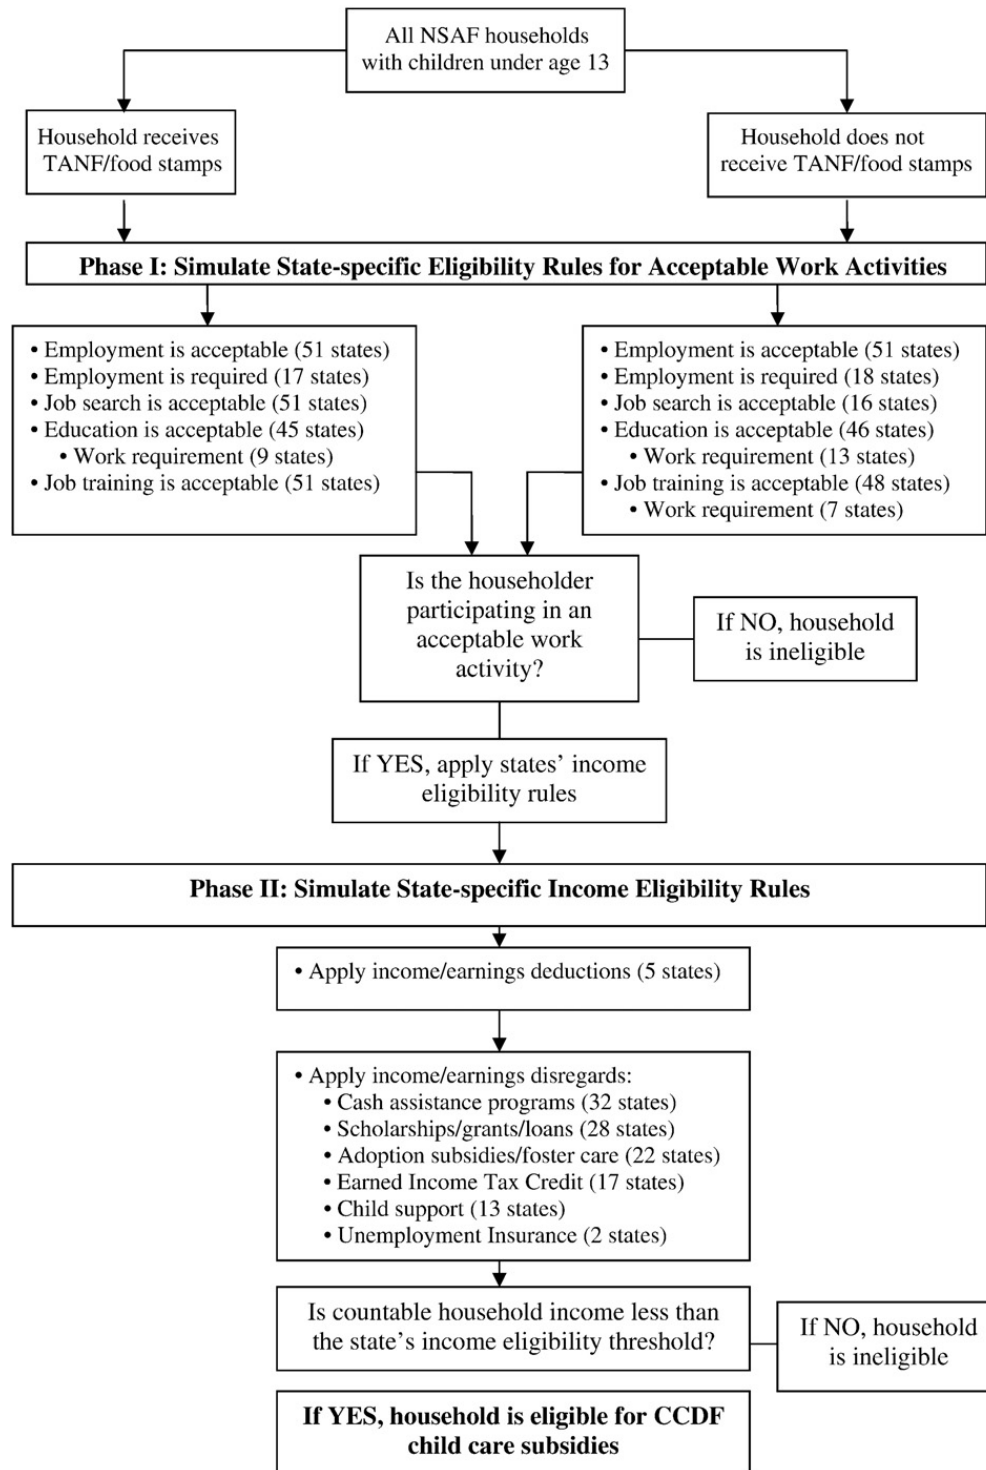 All NSAF households
with children under age 13
Household receives
TANF/food stamps
Household does not
receive TANF/food stamps
Phase I: Simulate State-specific Eligibility Rules for Acceptable Work Activities
• Employment is acceptable (51 states)
• Employment is required (17 states)
• Job search is acceptable (51 states)
• Education is acceptable (45 states)
• Work requirement (9 states)
• Job training is acceptable (51 states)
• Employment is acceptable (51 states)
• Employment is required (18 states)
• Job search is acceptable (16 states)
• Education is acceptable (46 states)
• Work requirement (13 states)
• Job training is acceptable (48 states)
• Work requirement (7 states)
Is the householder
participating in an
acceptable work
activity?
If NO, household
is ineligible
If YES, apply states’ income
eligibility rules
Phase II: Simulate State-specific Income Eligibility Rules
• Apply income/earnings deductions (5 states)
• Apply income/earnings disregards:
• Cash assistance programs (32 states)
• Scholarships/grants/loans (28 states)
• Adoption subsidies/foster care (22 states)
• Earned Income Tax Credit (17 states)
• Child support (13 states)
• Unemployment Insurance (2 states)
Is countable household income less than
the state’s income eligibility threshold?
If NO, household
is ineligible
If YES, household is eligible for CCDF
child care subsidies